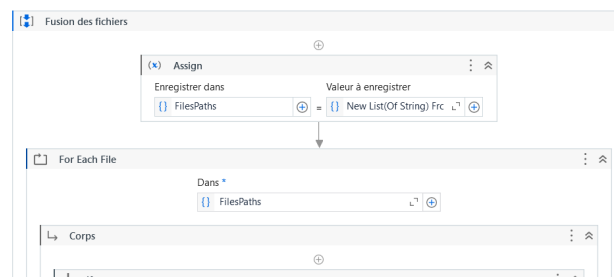 Fusion des fichiers
(x) Assign
Enregistrer dans
Valeur à enregistrer
{} FilesPaths
=
{} New List(Of String) Frc
For Each File
Dans *
{} FilesPaths
Corps